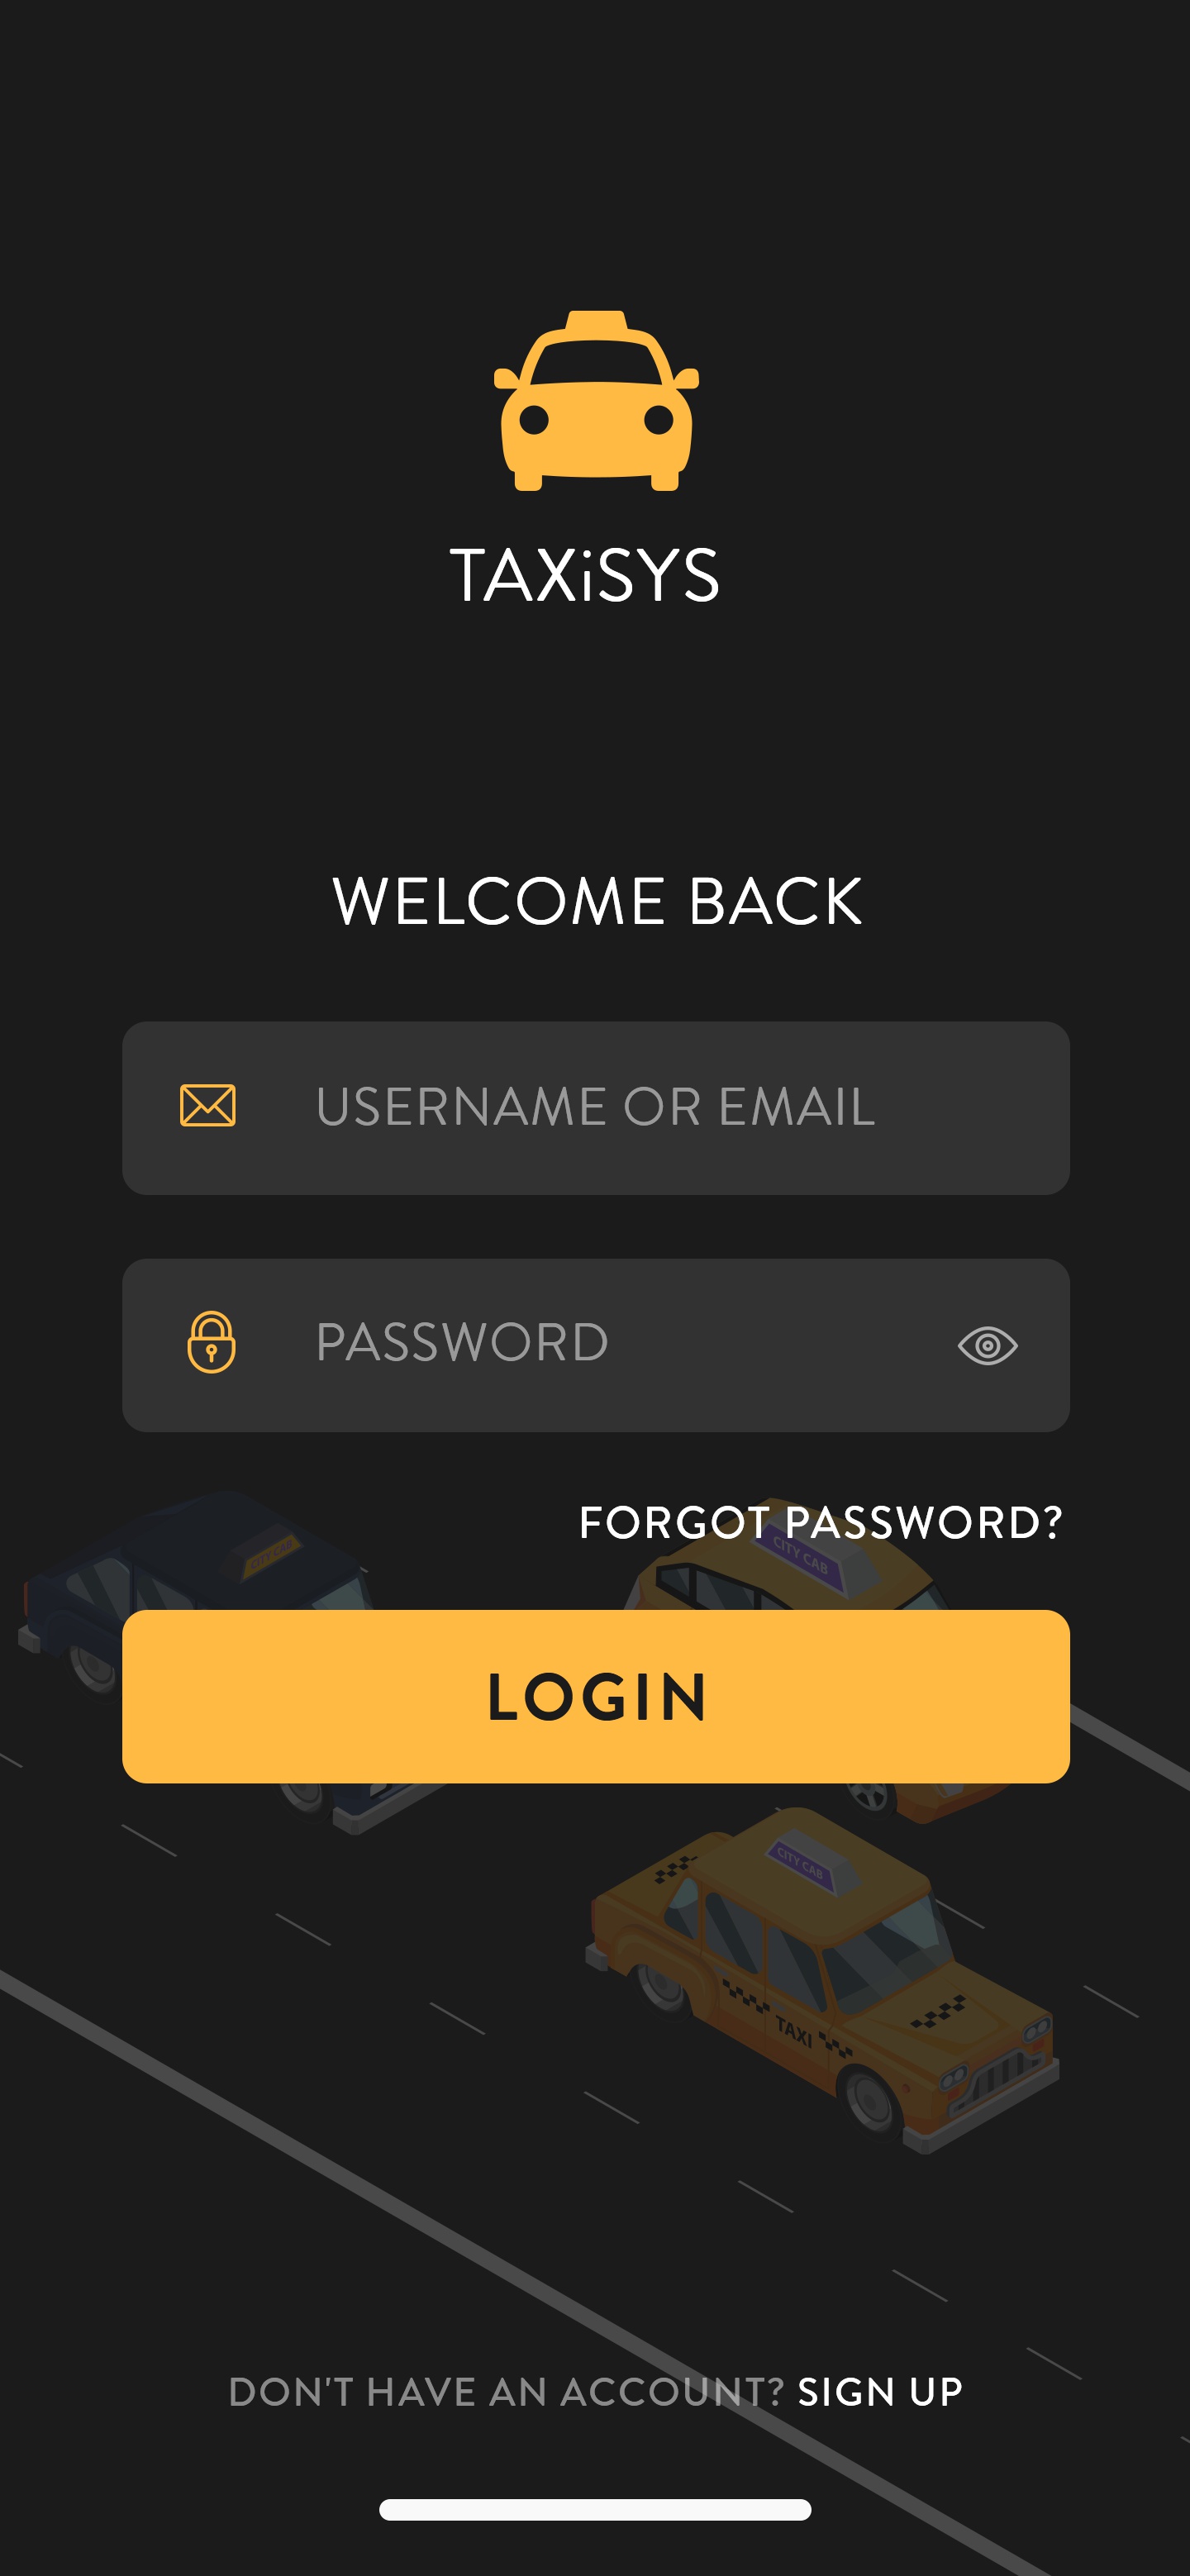 TAXiSYS
WELCOME BACK
USERNAME OR EMAIL
PASSWORD
FORGOT PASSWORD?
CITY CAB
CITY CAB
LOGIN
CITY CAB
TAXI
DON'T HAVE AN ACCOUNT? SIGN UP